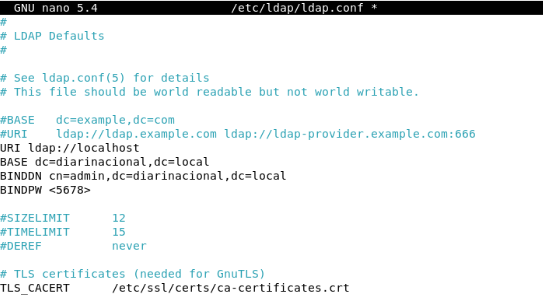 GNU nano 5.4 /etc/ldap/ldap.conf *
#
# LDAP Defaults
#
# See ldap.conf(5) for details
# This file should be world readable but not world writable.
#BASE dc=example,dc=com
#URI ldap://ldap.example.com ldap://ldap-provider.example.com:666
URI ldap://localhost
BASE dc=diarinacional,dc=local
BINDDN cn=admin,dc=diarinacional,dc=local
BINDPW <5678>
#SIZELIMIT 12
#TIMELIMIT 15
#DEREF never
# TLS certificates (needed for GnuTLS)
TLS_CACERT /etc/ssl/certs/ca-certificates.crt